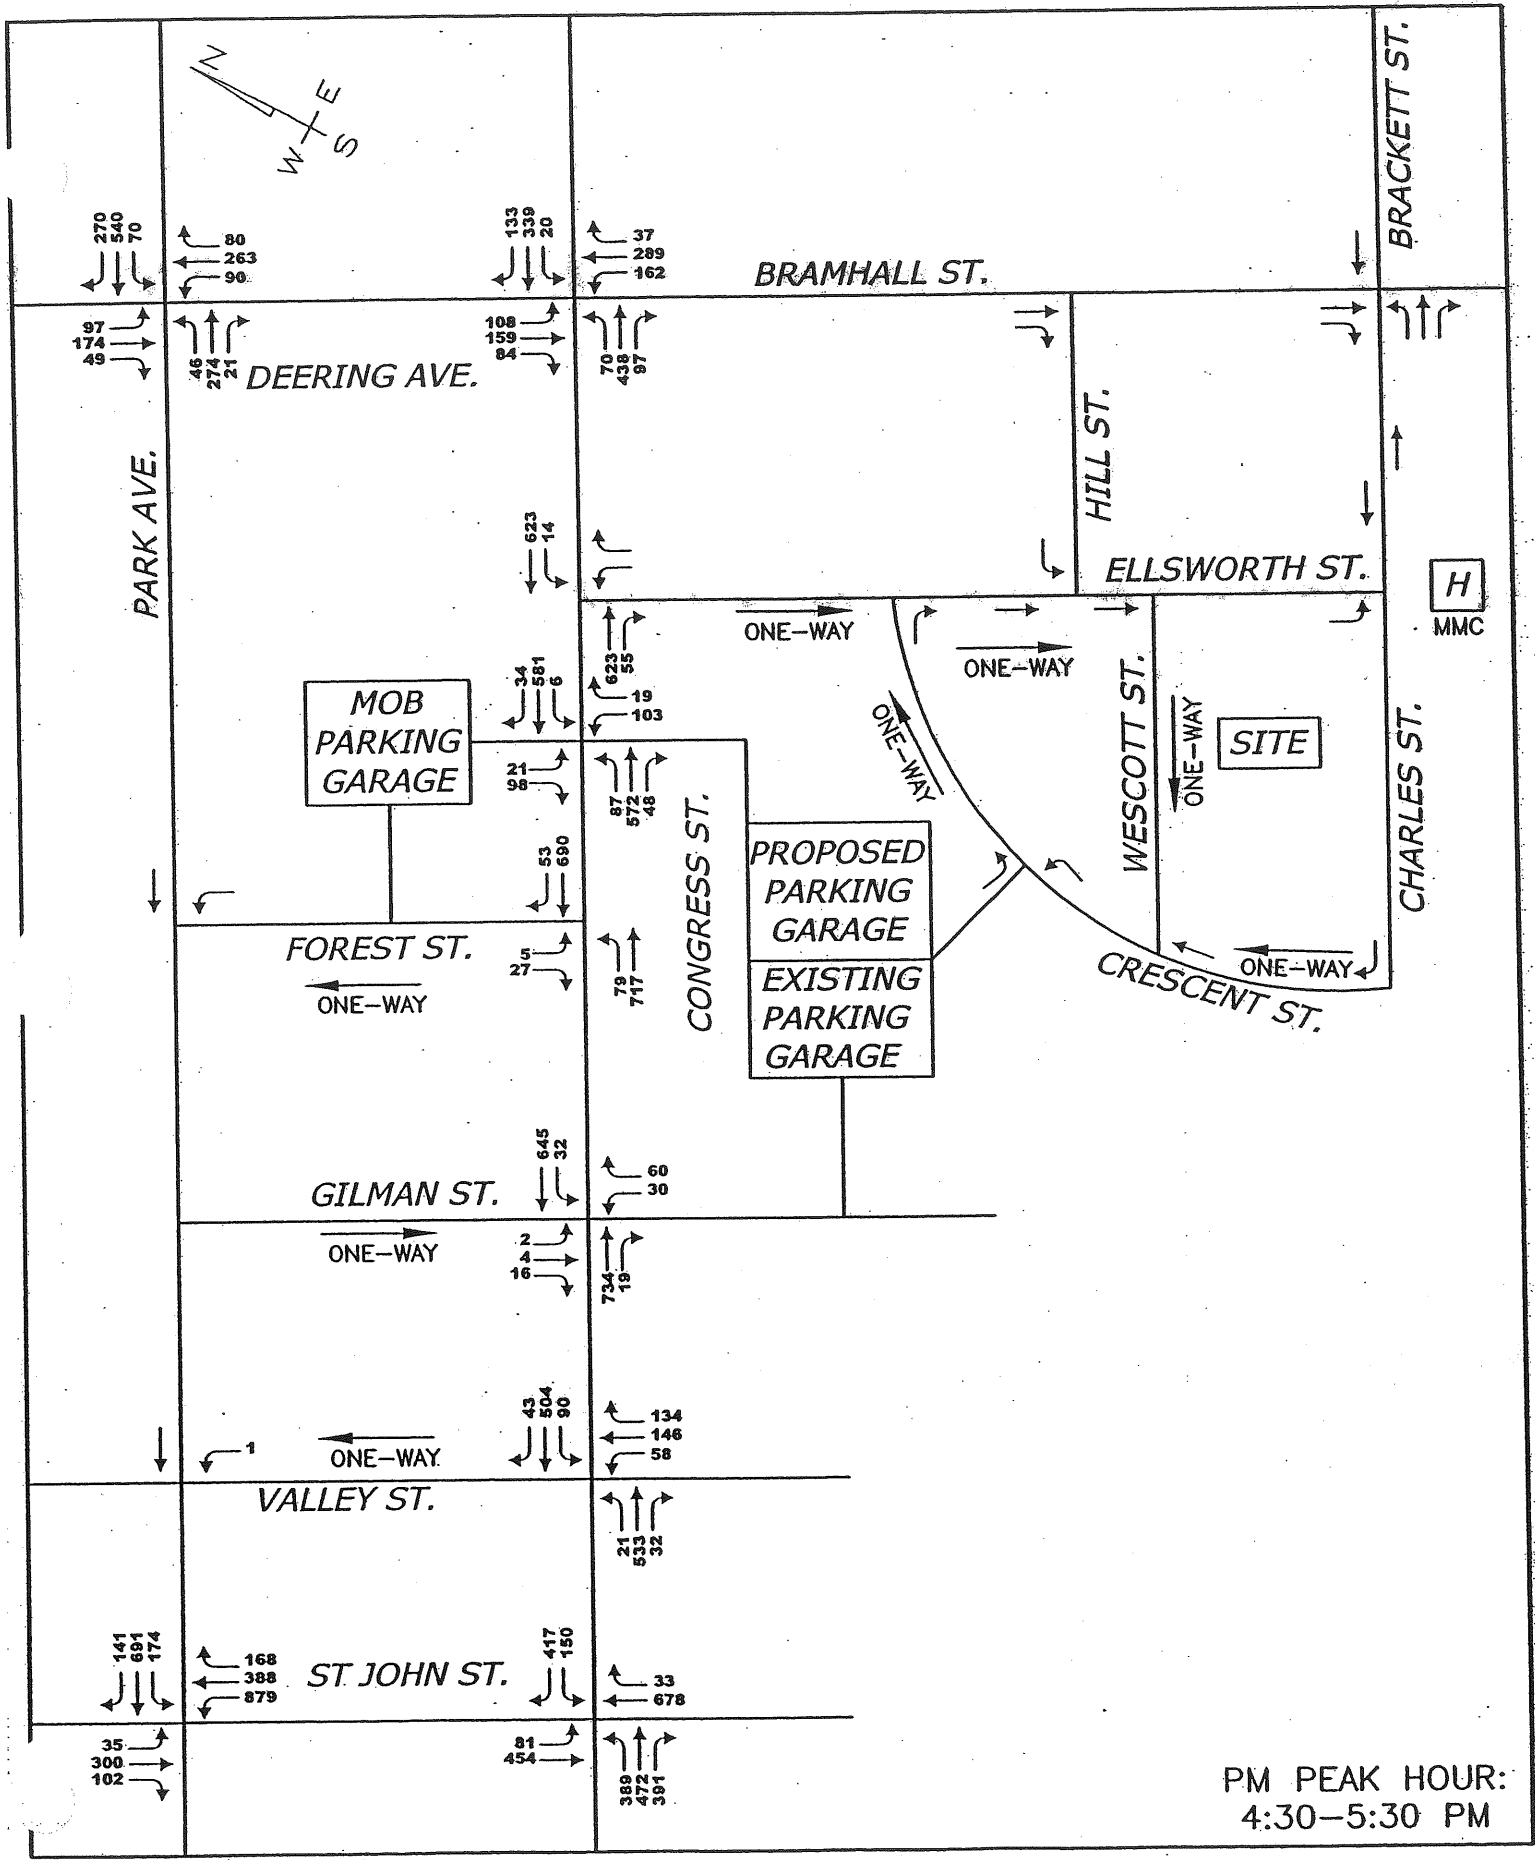 N
E
W
S
BRACKETT ST.
270
540
70
80
263
90
133
339
20
37
289
162
BRAMHALL ST.
97
174
49
46
274
21
DEERING AVE.
108
159
84
70
438
97
PARK AVE.
HILL ST.
623
14
ELLSWORTH ST.
H
MMC
ONE-WAY
ONE-WAY
623
55
34
581
6
19
103
MOB
PARKING
GARAGE
21
98
87
572
48
CONGRESS ST.
ONE-WAY
WESCOTT ST.
ONE-WAY
SITE
CHARLES ST.
PROPOSED
PARKING
GARAGE
EXISTING
PARKING
GARAGE
53
690
FOREST ST.
ONE-WAY
5
27
79
717
CRESCENT ST.
ONE-WAY
645
32
60
30
GILMAN ST.
ONE-WAY
2
4
16
734
19
43
504
90
134
146
58
1
ONE-WAY
VALLEY ST.
21
533
32
141
691
174
168
388
879
ST JOHN ST.
417
150
33
678
35
300
102
81
454
389
472
391
PM PEAK HOUR:
4:30-5:30 PM